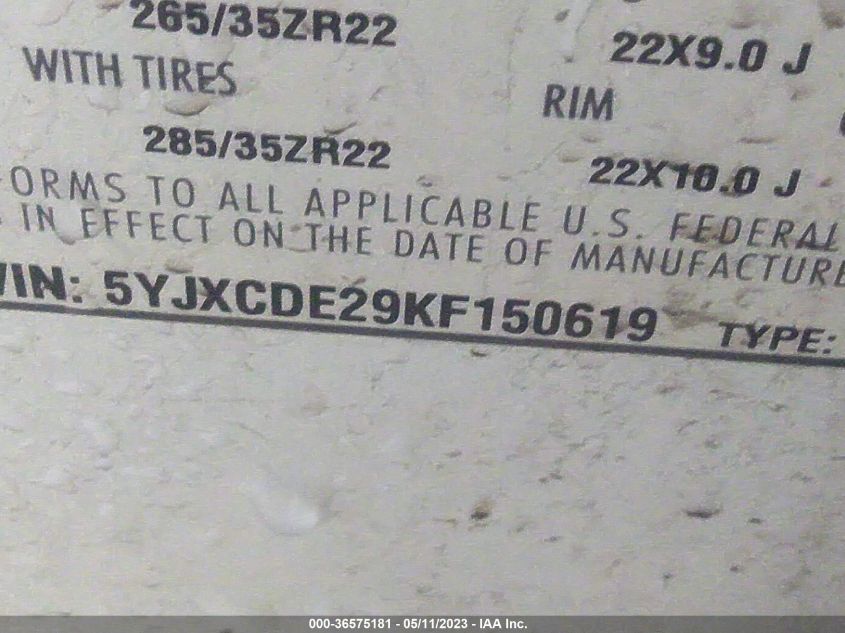 265/35ZR22 22X9.0 J
WITH TIRES RIM
285/35ZR22 22X10.0 J
ORMS TO ALL APPLICABLE U.S. FEDERAL
IN EFFECT ON THE DATE OF MANUFACTURE
VIN: 5YJXCDE29KF150619 TYPE:
000-36575181 - 05/11/2023 - IAA Inc.